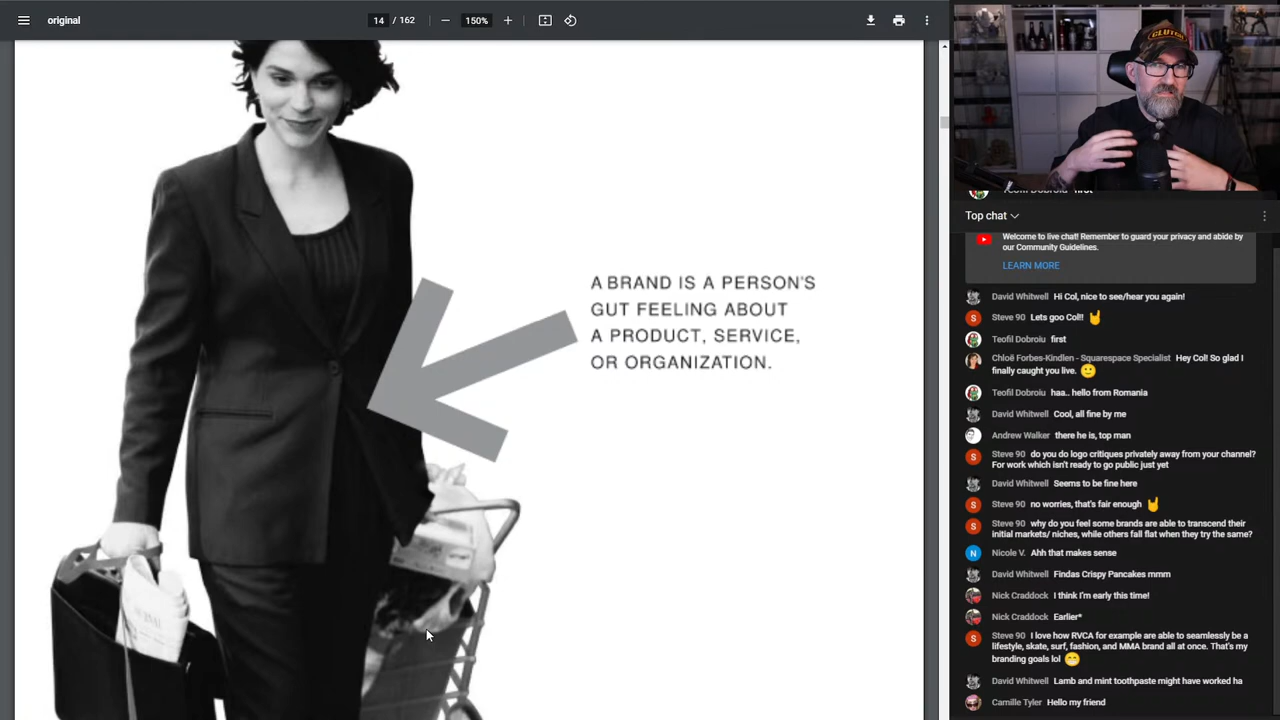 original
14 / 162
150%
A BRAND IS A PERSON'S
GUT FEELING ABOUT
A PRODUCT, SERVICE,
OR ORGANIZATION.
CLUTCH
Teofil Dobroiu first
Top chat
Welcome to live chat! Remember to guard your privacy and abide by
our Community Guidelines.
LEARN MORE
David Whitwell Hi Col, nice to see/hear you again!
S Steve 90 Lets goo Col!! 🤘
Teofil Dobroiu first
Chloë Forbes-Kindlen - Squarespace Specialist Hey Col! So glad I
finally caught you live. 🙂
Teofil Dobroiu haa.. hello from Romania
David Whitwell Cool, all fine by me
Andrew Walker there he is, top man
S Steve 90 do you do logo critiques privately away from your channel?
For work which isn't ready to go public just yet
David Whitwell Seems to be fine here
S Steve 90 no worries, that's fair enough 🤘
S Steve 90 why do you feel some brands are able to transcend their
initial markets/ niches, while others fall flat when they try the same?
N Nicole V. Ahh that makes sense
David Whitwell Findas Crispy Pancakes mmm
Nick Craddock I think I'm early this time!
Nick Craddock Earlier*
S Steve 90 I love how RVCA for example are able to seamlessly be a
lifestyle, skate, surf, fashion, and MMA brand all at once. That's my
branding goals lol 😁
David Whitwell Lamb and mint toothpaste might have worked ha
Camille Tyler Hello my friend